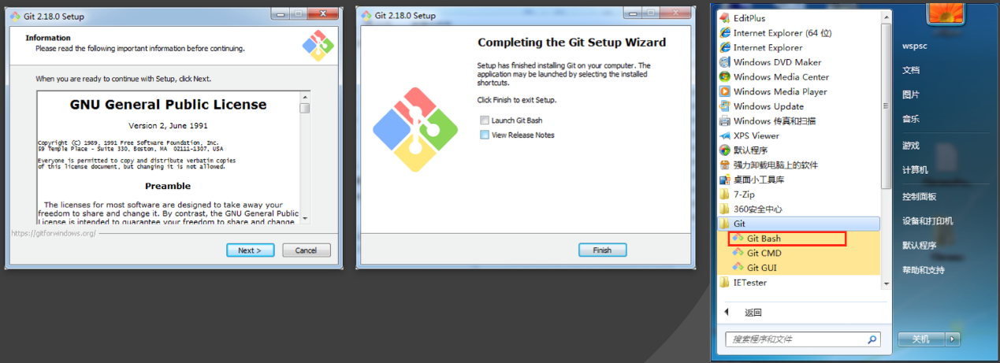 Git 2.18.0 Setup
Information
Please read the following important information before continuing.
When you are ready to continue with Setup, click Next.
GNU General Public License
Version 2, June 1991
Copyright (C) 1989, 1991 Free Software Foundation, Inc.
59 Temple Place - Suite 330, Boston, MA  02111-1307, USA
Everyone is permitted to copy and distribute verbatim copies
of this license document, but changing it is not allowed.
Preamble
The licenses for most software are designed to take away your
freedom to share and change it. By contrast, the GNU General Public
License is intended to guarantee your freedom to share and change
https://gitforwindows.org/
Next >
Cancel
Git 2.18.0 Setup
Completing the Git Setup Wizard
Setup has finished installing Git on your computer. The
application may be launched by selecting the installed
shortcuts.
Click Finish to exit Setup.
Launch Git Bash
View Release Notes
Finish
EditPlus
Internet Explorer (64 位)
Internet Explorer
Windows DVD Maker
Windows Media Center
Windows Media Player
Windows Update
Windows 传真和扫描
XPS Viewer
默认程序
强力卸载电脑上的软件
桌面小工具库
7-Zip
360安全中心
Git
Git Bash
Git CMD
Git GUI
IETester
返回
搜索程序和文件
wspsc
文档
图片
音乐
游戏
计算机
控制面板
设备和打印机
默认程序
帮助和支持
关机